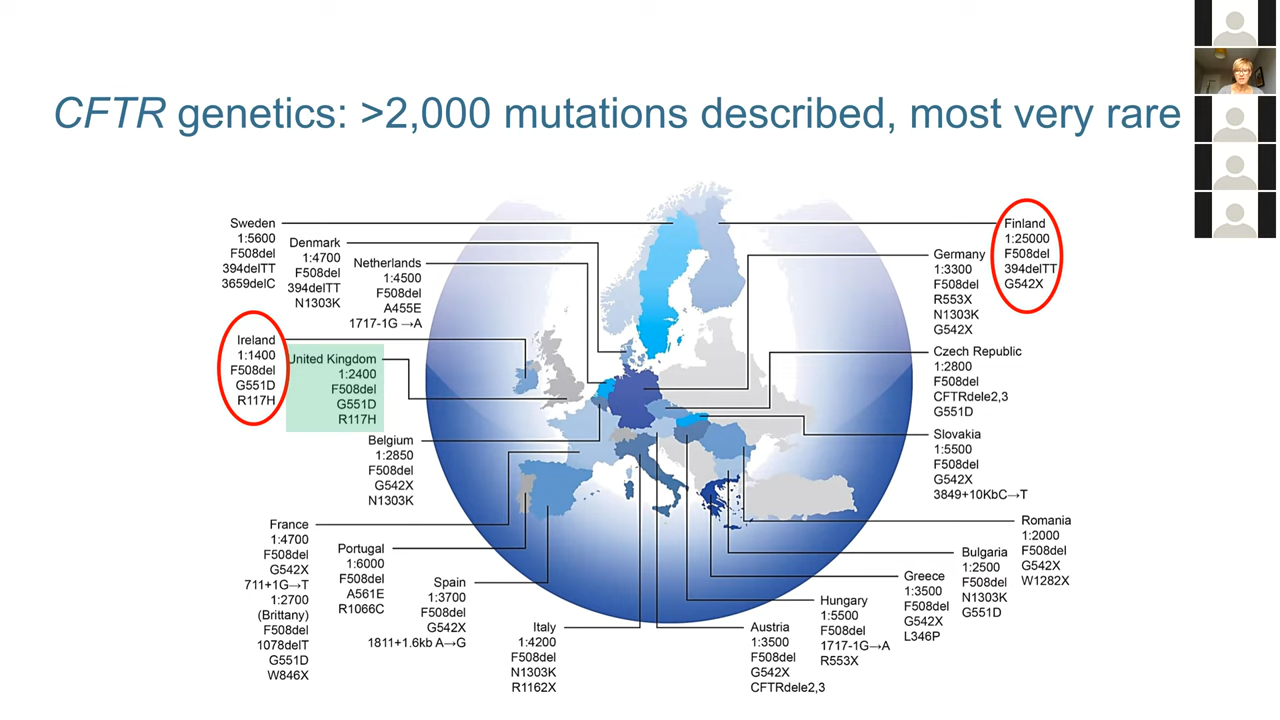 CFTR genetics: >2,000 mutations described, most very rare
Sweden
1:5600
F508del
394delTT
3659delC
Denmark
1:4700
F508del
394delTT
N1303K
Netherlands
1:4500
F508del
A455E
1717-1G→A
Ireland
1:1400
F508del
G551D
R117H
United Kingdom
1:2400
F508del
G551D
R117H
Belgium
1:2850
F508del
G542X
N1303K
France
1:4700
F508del
G542X
711+1G→T
1:2700
(Brittany)
F508del
1078delT
G551D
W846X
Portugal
1:6000
F508del
A561E
R1066C
Spain
1:3700
F508del
G542X
1811+1.6kb A→G
Italy
1:4200
F508del
N1303K
R1162X
Finland
1:25000
F508del
394delTT
G542X
Germany
1:3300
F508del
R553X
N1303K
G542X
Czech Republic
1:2800
F508del
CFTRdele2,3
G551D
Slovakia
1:5500
F508del
G542X
3849+10KbC→T
Romania
1:2000
F508del
G542X
W1282X
Bulgaria
1:2500
F508del
N1303K
G551D
Greece
1:3500
F508del
G542X
L346P
Hungary
1:5500
F508del
1717-1G→A
R553X
Austria
1:3500
F508del
G542X
CFTRdele2,3